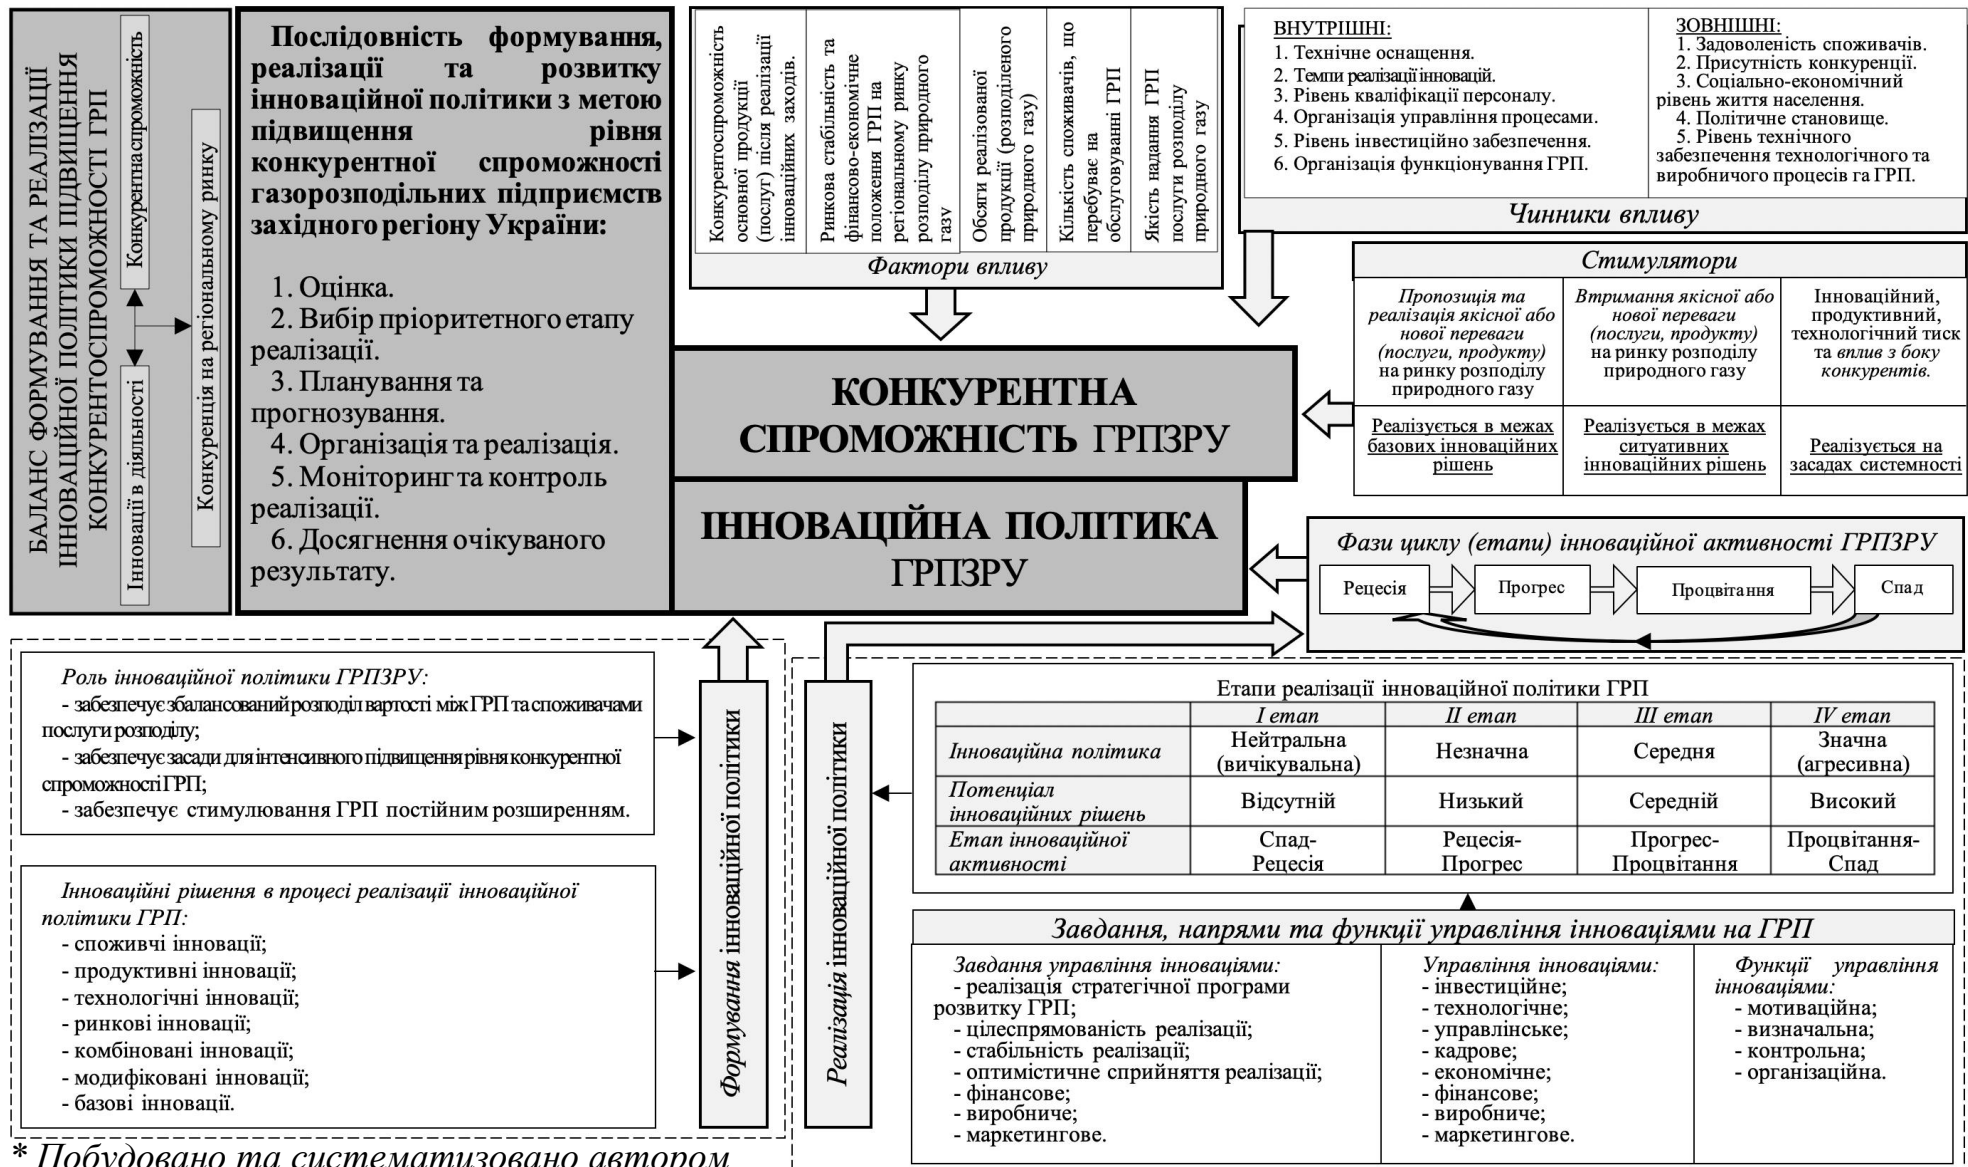 БАЛАНС ФОРМУВАННЯ ТА РЕАЛІЗАЦІЇ
ІННОВАЦІЙНОЇ ПОЛІТИКИ ПІДВИЩЕННЯ
КОНКУРЕНТОСПРОМОЖНОСТІ ГРП
Інновації в діяльності
Конкурентна спроможність
Конкуренція на регіональному ринку
Послідовність формування,
реалізації та розвитку
інноваційної політики з метою
підвищення рівня
конкурентної спроможності
газорозподільних підприємств
західного регіону України:
1. Оцінка.
2. Вибір пріоритетного етапу
реалізації.
3. Планування та
прогнозування.
4. Організація та реалізація.
5. Моніторинг та контроль
реалізації.
6. Досягнення очікуваного
результату.
Конкурентоспроможність
основної продукції
(послуг) після реалізації
інноваційних заходів.
Ринкова стабільність та
фінансово-економічне
положення ГРП на
регіональному ринку
розподілу природного
газу
Обсяги реалізованої
продукції (розподіленого
природного газу)
Кількість споживачів, що
перебуває на
обслуговуванні ГРП
Якість надання ГРП
послуги розподілу
природного газу
Фактори впливу
ВНУТРІШНІ:
1. Технічне оснащення.
2. Темпи реалізації інновацій.
3. Рівень кваліфікації персоналу.
4. Організація управління процесами.
5. Рівень інвестиційно забезпечення.
6. Організація функціонування ГРП.
ЗОВНІШНІ:
1. Задоволеність споживачів.
2. Присутність конкуренції.
3. Соціально-економічний
рівень життя населення.
4. Політичне становище.
5. Рівень технічного
забезпечення технологічного та
виробничого процесів га ГРП.
Чинники впливу
Стимулятори
Пропозиція та
реалізація якісної або
нової переваги
(послуги, продукту)
на ринку розподілу
природного газу
Втримання якісної або
нової переваги
(послуги, продукту)
на ринку розподілу
природного газу
Інноваційний,
продуктивний,
технологічний тиск
та вплив з боку
конкурентів.
Реалізується в межах
базових інноваційних
рішень
Реалізується в межах
ситуативних
інноваційних рішень
Реалізується на
засадах системності
КОНКУРЕНТНА
СПРОМОЖНІСТЬ ГРПЗРУ
ІННОВАЦІЙНА ПОЛІТИКА
ГРПЗРУ
Фази циклу (етапи) інноваційної активності ГРПЗРУ
Рецесія
Прогрес
Процвітання
Спад
Роль інноваційної політики ГРПЗРУ:
- забезпечує збалансований розподіл вартості між ГРП та споживачами
послуги розподілу;
- забезпечує засади для інтенсивного підвищення рівня конкурентної
спроможності ГРП;
- забезпечує стимулювання ГРП постійним розширенням.
Інноваційні рішення в процесі реалізації інноваційної
політики ГРП:
- споживчі інновації;
- продуктивні інновації;
- технологічні інновації;
- ринкові інновації;
- комбіновані інновації;
- модифіковані інновації;
- базові інновації.
Формування інноваційної політики
Реалізація інноваційної політики
Етапи реалізації інноваційної політики ГРП
I етап II етап III етап IV етап
Інноваційна політика Нейтральна (вичікувальна) Незначна Середня Значна (агресивна)
Потенціал інноваційних рішень Відсутній Низький Середній Високий
Етап інноваційної активності Спад-Рецесія Рецесія-Прогрес Прогрес-Процвітання Процвітання-Спад
Завдання, напрями та функції управління інноваціями на ГРП
Завдання управління інноваціями:
- реалізація стратегічної програми
розвитку ГРП;
- цілеспрямованість реалізації;
- стабільність реалізації;
- оптимістичне сприйняття реалізації;
- фінансове;
- виробниче;
- маркетингове.
Управління інноваціями:
- інвестиційне;
- технологічне;
- управлінське;
- кадрове;
- економічне;
- фінансове;
- виробниче;
- маркетингове.
Функції управління
інноваціями:
- мотиваційна;
- визначальна;
- контрольна;
- організаційна.
* Побудовано та систематизовано автором